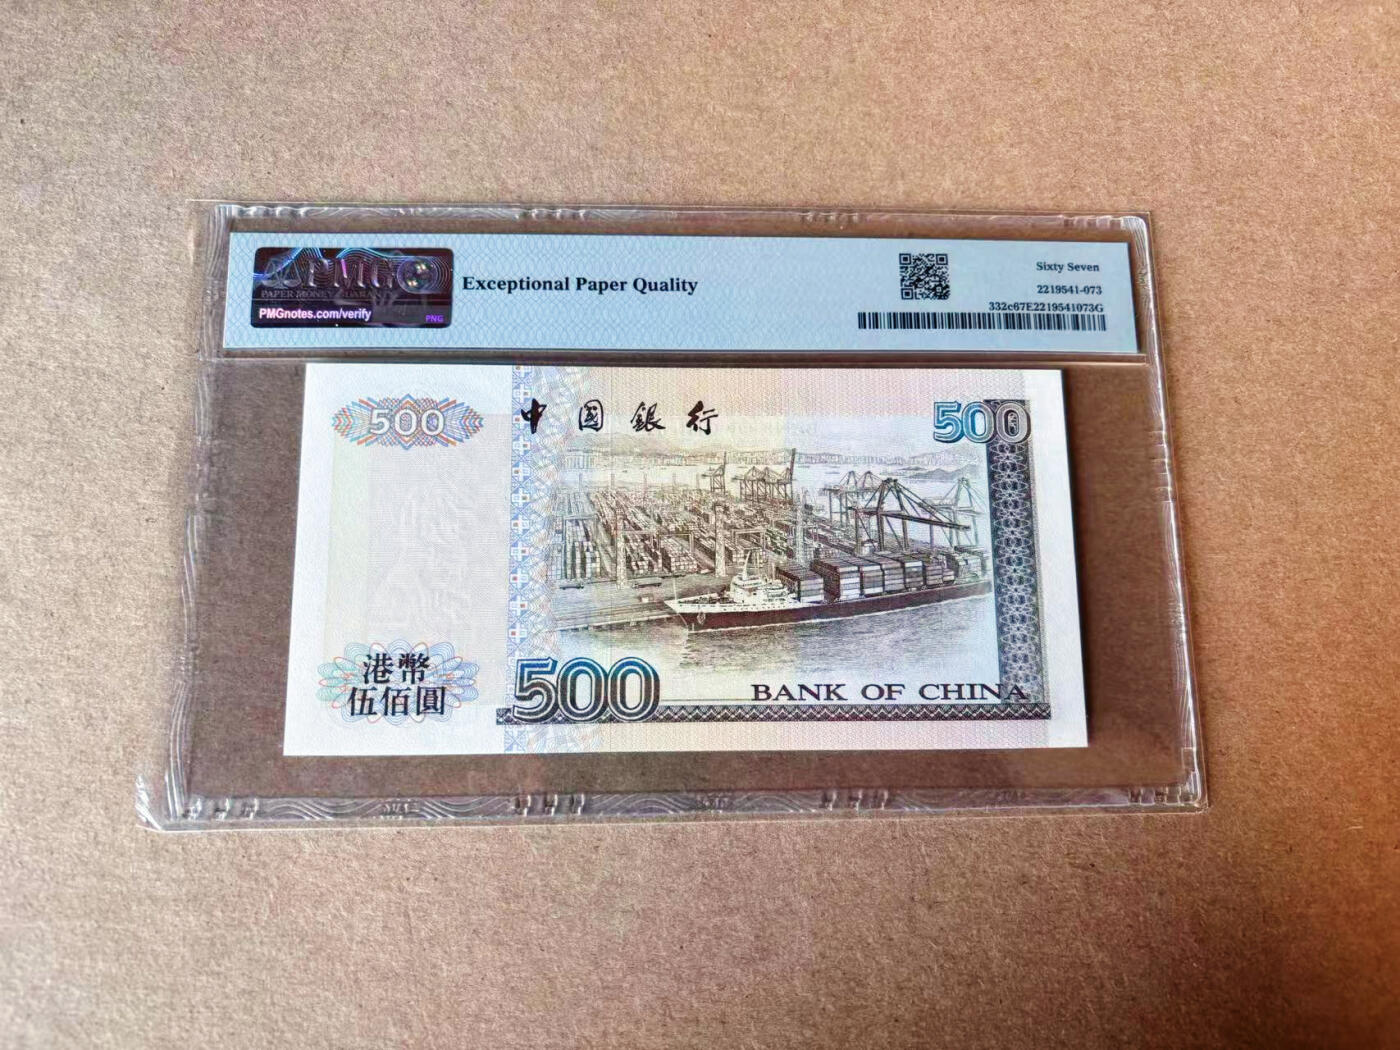 PMG
PAPER MONEY GUARANTY
PMGnotes.com/verify
PNG
Exceptional Paper Quality
Sixty Seven
2219541-073
332c67E2219541073G
500
中國銀行
500
港幣
伍佰圓
500
BANK OF CHINA